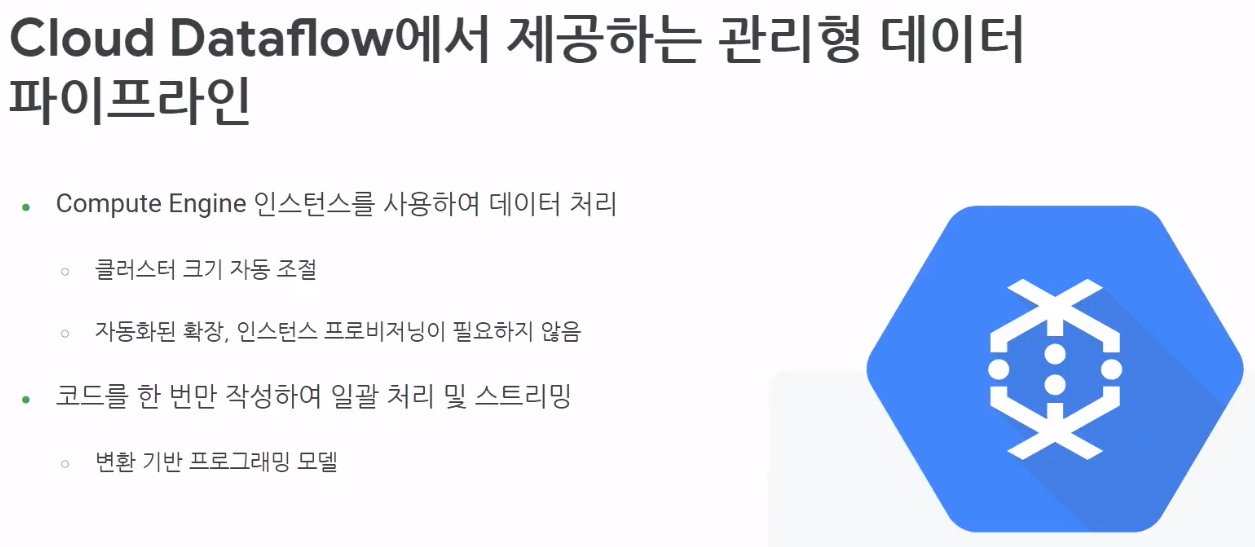 Cloud Dataflow에서 제공하는 관리형 데이터
파이프라인
• Compute Engine 인스턴스를 사용하여 데이터 처리
○ 클러스터 크기 자동 조절
○ 자동화된 확장, 인스턴스 프로비저닝이 필요하지 않음
• 코드를 한 번만 작성하여 일괄 처리 및 스트리밍
○ 변환 기반 프로그래밍 모델